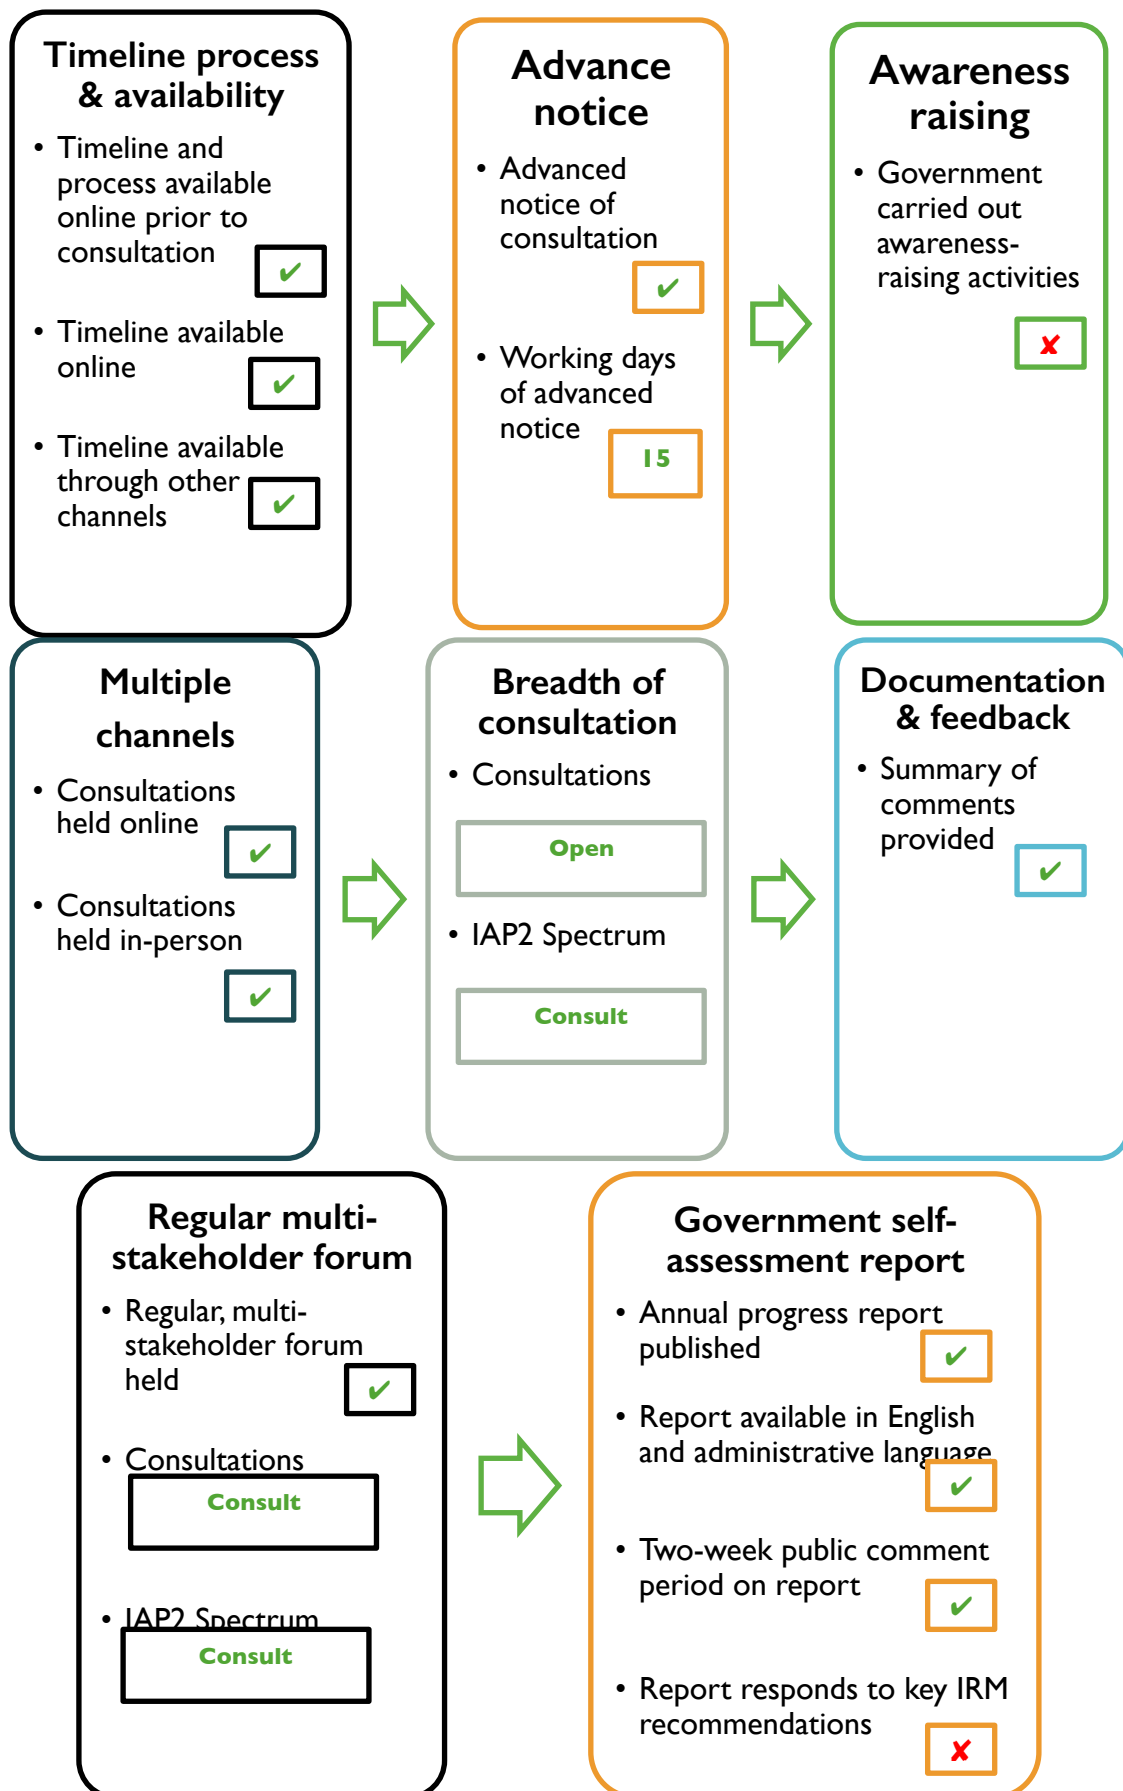 Timeline process
& availability
• Timeline and
process available
online prior to
consultation
✔
• Timeline available
online
✔
• Timeline available
through other
channels
✔
Advance
notice
• Advanced
notice of
consultation
✔
• Working days
of advanced
notice
15
Awareness
raising
• Government
carried out
awareness-
raising activities
✘
Multiple
channels
• Consultations
held online
✔
• Consultations
held in-person
✔
Breadth of
consultation
• Consultations
Open
• IAP2 Spectrum
Consult
Documentation
& feedback
• Summary of
comments
provided
✔
Regular multi-
stakeholder forum
• Regular, multi-
stakeholder forum
held
✔
• Consultations
Consult
• IAP2 Spectrum
Consult
Government self-
assessment report
• Annual progress report
published
✔
• Report available in English
and administrative language
✔
• Two-week public comment
period on report
✔
• Report responds to key IRM
recommendations
✘